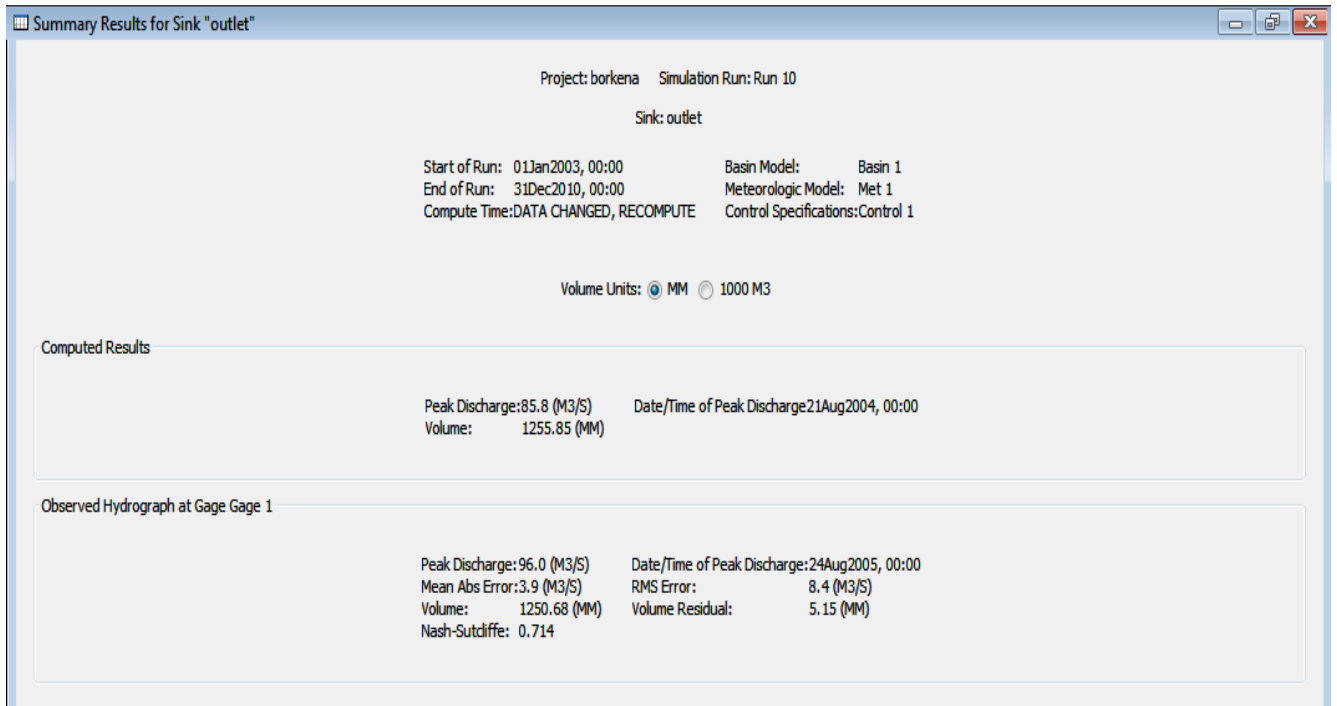 Summary Results for Sink "outlet"
Project: borkena Simulation Run: Run 10
Sink: outlet
Start of Run: 01Jan2003, 00:00 Basin Model: Basin 1
End of Run: 31Dec2010, 00:00 Meteorologic Model: Met 1
Compute Time:DATA CHANGED, RECOMPUTE Control Specifications:Control 1
Volume Units: MM 1000 M3
Computed Results
Peak Discharge:85.8 (M3/S) Date/Time of Peak Discharge21Aug2004, 00:00
Volume: 1255.85 (MM)
Observed Hydrograph at Gage Gage 1
Peak Discharge:96.0 (M3/S) Date/Time of Peak Discharge:24Aug2005, 00:00
Mean Abs Error:3.9 (M3/S) RMS Error: 8.4 (M3/S)
Volume: 1250.68 (MM) Volume Residual: 5.15 (MM)
Nash-Sutcliffe: 0.714